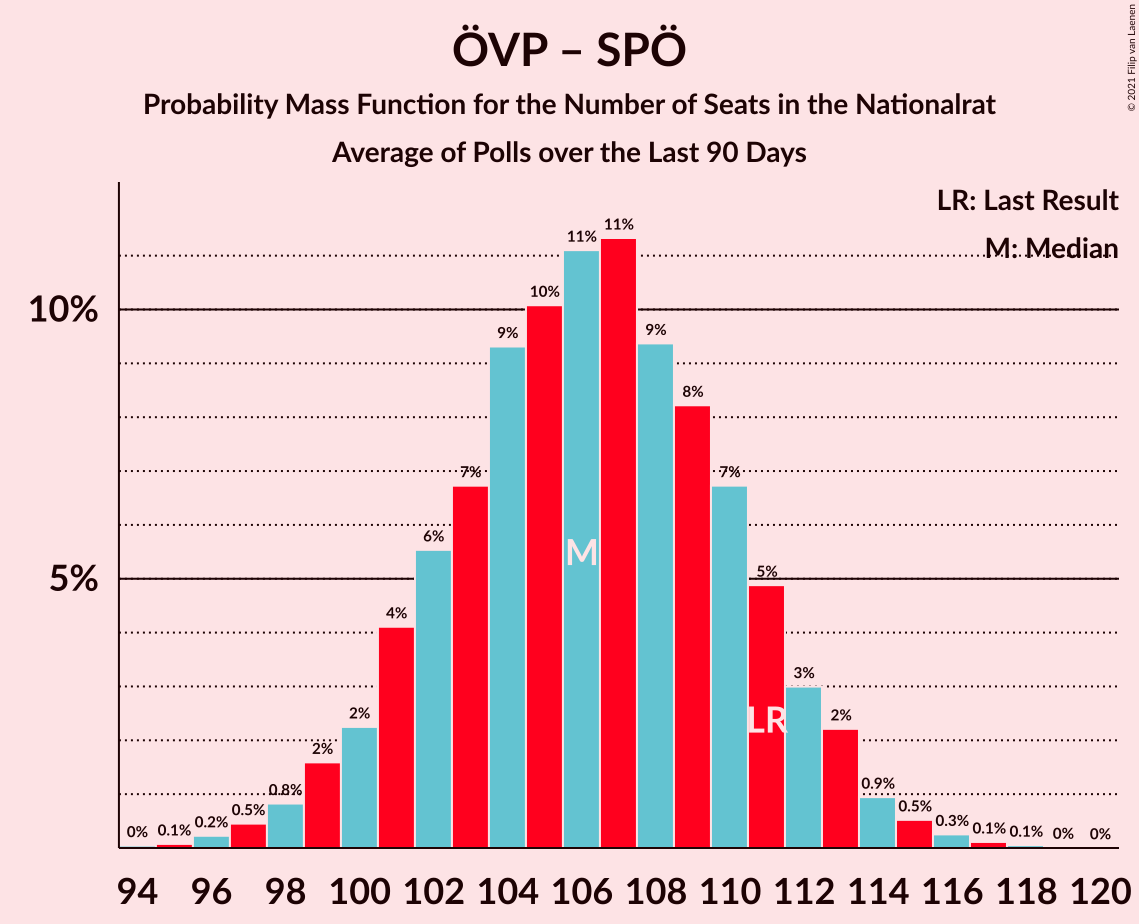 ÖVP – SPÖ
Probability Mass Function for the Number of Seats in the Nationalrat
Average of Polls over the Last 90 Days
© 2021 Filip van Laenen
LR: Last Result
M: Median
10%
5%
0% 0.1% 0.2% 0.5% 0.8% 2% 2% 4% 6% 7% 9% 10% 11% 11% 9% 8% 7% 5% 3% 2% 0.9% 0.5% 0.3% 0.1% 0.1% 0% 0%
M
LR
94 96 98 100 102 104 106 108 110 112 114 116 118 120